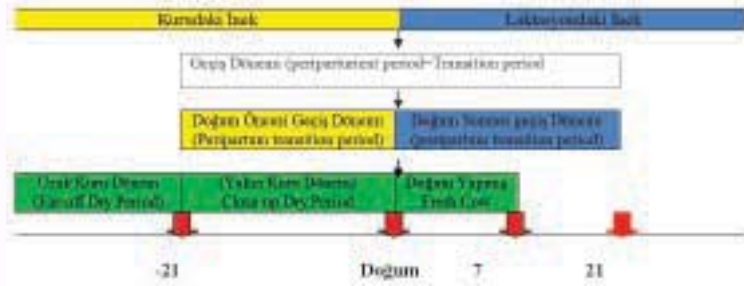 Kurudaki İnek
Laktasyondaki İnek
Geçiş Dönemi (peripartirient period=Transition period
Doğum Öncesi Geçiş Dönemi
(Peripartum transition period)
Doğum Sonrası geçiş Dönemi
(postpartum transition period)
Uzak Kuru Dönem
(Far-off Dry Period)
(Yakın Kuru Dönem)
Close up Dry Period
Doğum Yapmış
Fresh Cow
-21 Doğum 7 21